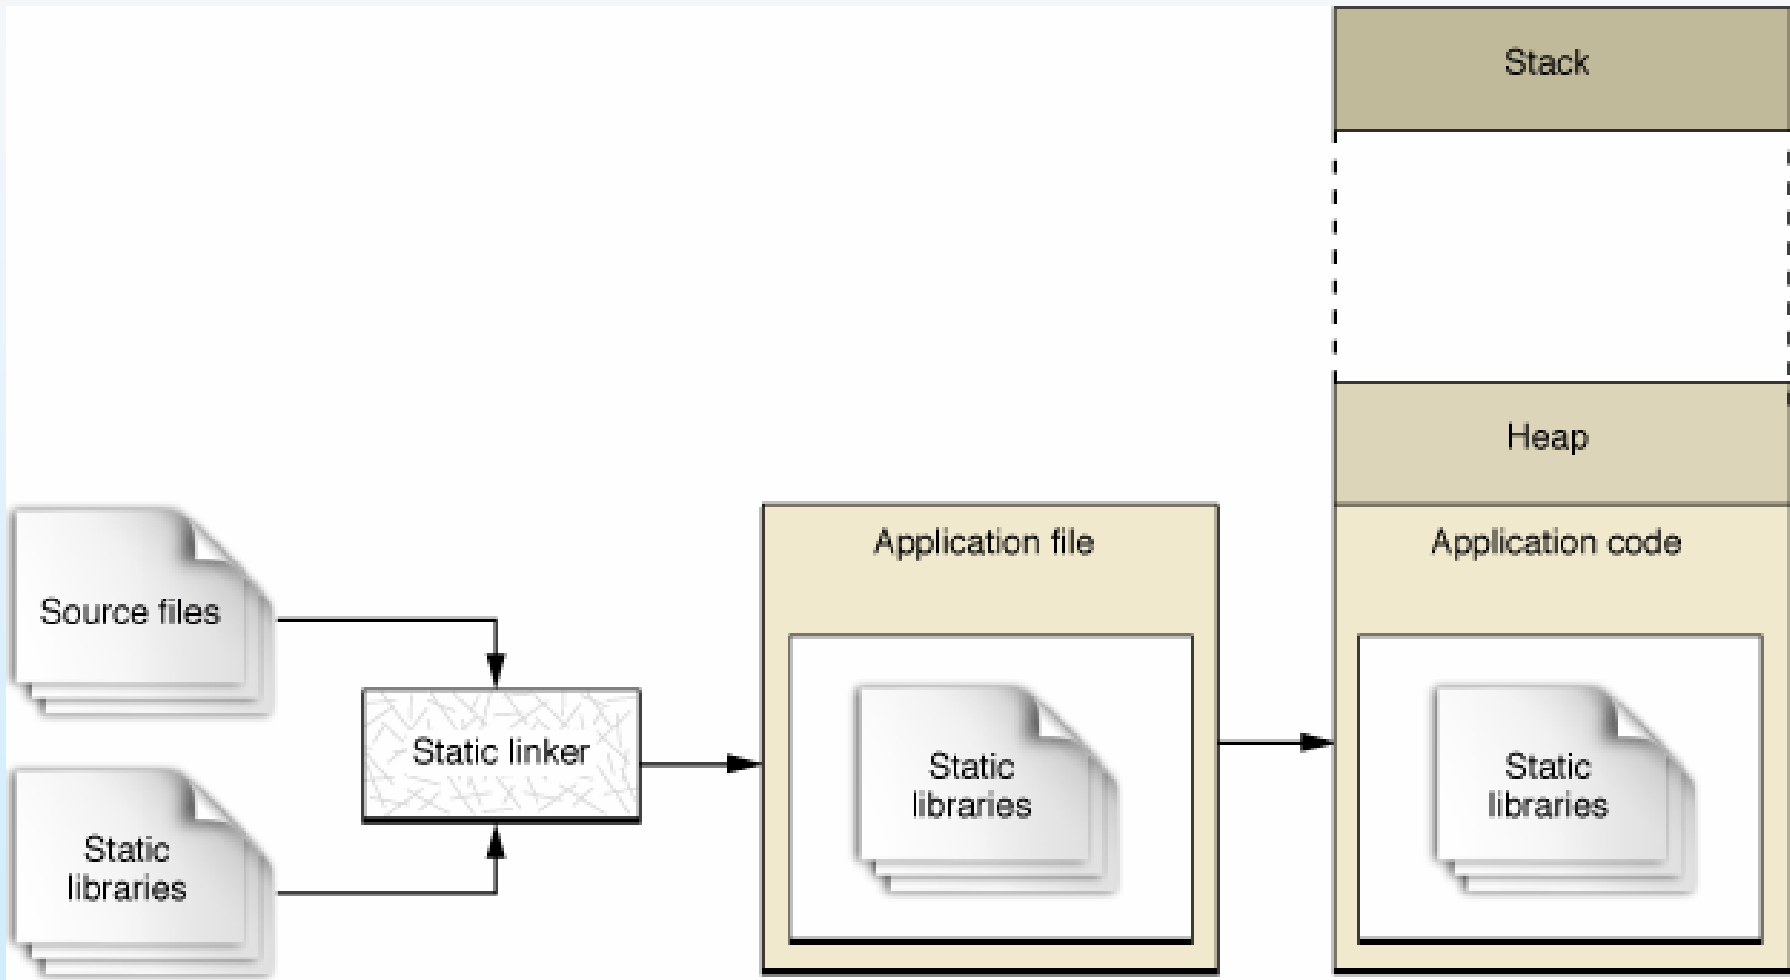 Stack
Heap
Application file
Application code
Source files
Static linker
Static
libraries
Static
libraries
Static
libraries